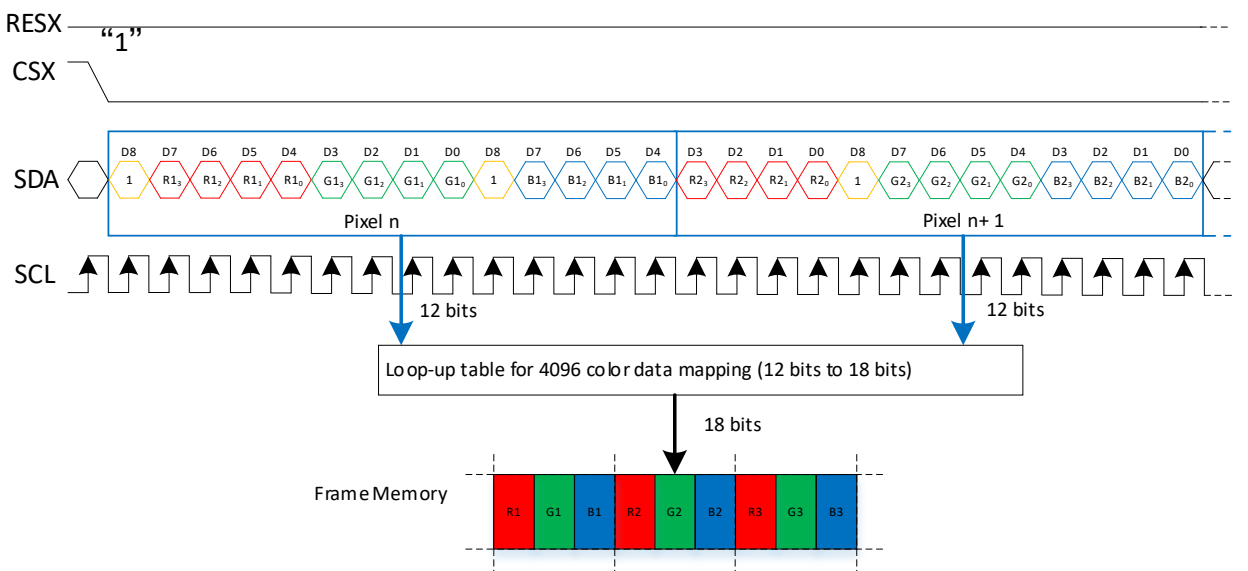 RESX
“1”
CSX
D8 D7 D6 D5 D4 D3 D2 D1 D0 D8 D7 D6 D5 D4 D3 D2 D1 D0 D8 D7 D6 D5 D4 D3 D2 D1 D0
SDA 1 R1₃ R1₂ R1₁ R1₀ G1₃ G1₂ G1₁ G1₀ 1 B1₃ B1₂ B1₁ B1₀ R2₃ R2₂ R2₁ R2₀ 1 G2₃ G2₂ G2₁ G2₀ B2₃ B2₂ B2₁ B2₀
Pixel n Pixel n+ 1
SCL
12 bits 12 bits
Loop-up table for 4096 color data mapping (12 bits to 18 bits)
18 bits
Frame Memory
R1 G1 B1 R2 G2 B2 R3 G3 B3